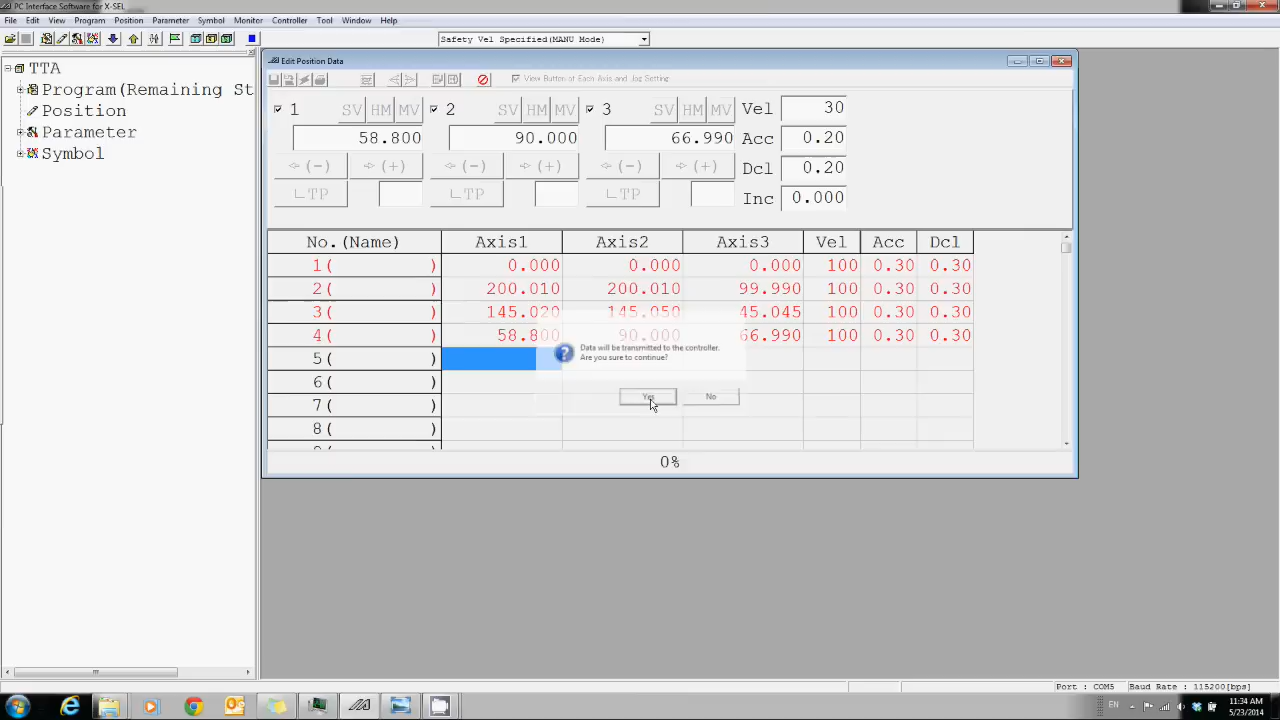 PC Interface Software for X-SEL
File Edit View Program Position Parameter Symbol Monitor Controller Tool Window Help
Safety Vel Specified(MANU Mode)
TTA
Program(Remaining St
Position
Parameter
Symbol
Edit Position Data
View Button of Each Axis and Jog Setting
1 SV HM MV 2 SV HM MV 3 SV HM MV Vel 30
58.800 90.000 66.990 Acc 0.20
(-) (+) (-) (+) (-) (+) Dcl 0.20
TP TP TP Inc 0.000
No.(Name) Axis1 Axis2 Axis3 Vel Acc Dcl
1( ) 0.000 0.000 0.000 100 0.30 0.30
2( ) 200.010 200.010 99.990 100 0.30 0.30
3( ) 145.020 145.050 45.045 100 0.30 0.30
4( ) 58.800 90.000 66.990 100 0.30 0.30
5( )
6( )
7( )
8( )
Data will be transmitted to the controller.
Are you sure to continue?
Yes No
0%
Port : COM5 Baud Rate : 115200[bps]
EN
11:34 AM
5/23/2014